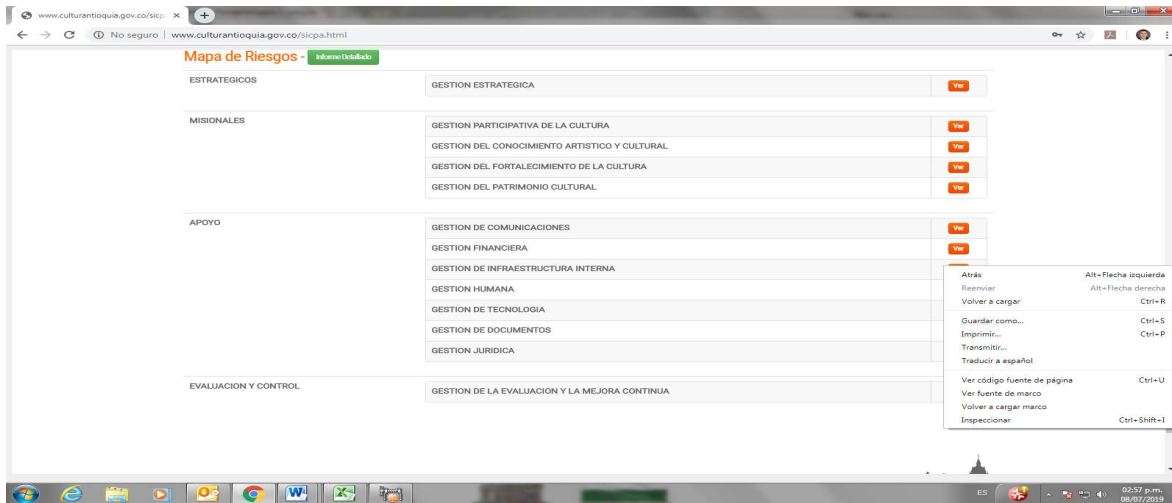 www.culturantioquia.gov.co/sicp
No seguro | www.culturantioquia.gov.co/sicpa.html
Mapa de Riesgos - Informe Detallado
ESTRATEGICOS
GESTION ESTRATEGICA Ver
MISIONALES
GESTION PARTICIPATIVA DE LA CULTURA Ver
GESTION DEL CONOCIMIENTO ARTISTICO Y CULTURAL Ver
GESTION DEL FORTALECIMIENTO DE LA CULTURA Ver
GESTION DEL PATRIMONIO CULTURAL Ver
APOYO
GESTION DE COMUNICACIONES Ver
GESTION FINANCIERA Ver
GESTION DE INFRAESTRUCTURA INTERNA
GESTION HUMANA
GESTION DE TECNOLOGIA
GESTION DE DOCUMENTOS
GESTION JURIDICA
EVALUACION Y CONTROL
GESTION DE LA EVALUACION Y LA MEJORA CONTINUA
Atrás Alt+Flecha izquierda
Reenviar Alt+Flecha derecha
Volver a cargar Ctrl+R
Guardar como... Ctrl+S
Imprimir... Ctrl+P
Transmitir...
Traducir a español
Ver código fuente de página Ctrl+U
Ver fuente de marco
Volver a cargar marco
Inspeccionar Ctrl+Shift+I
ES
02:57 p.m.
08/07/2019